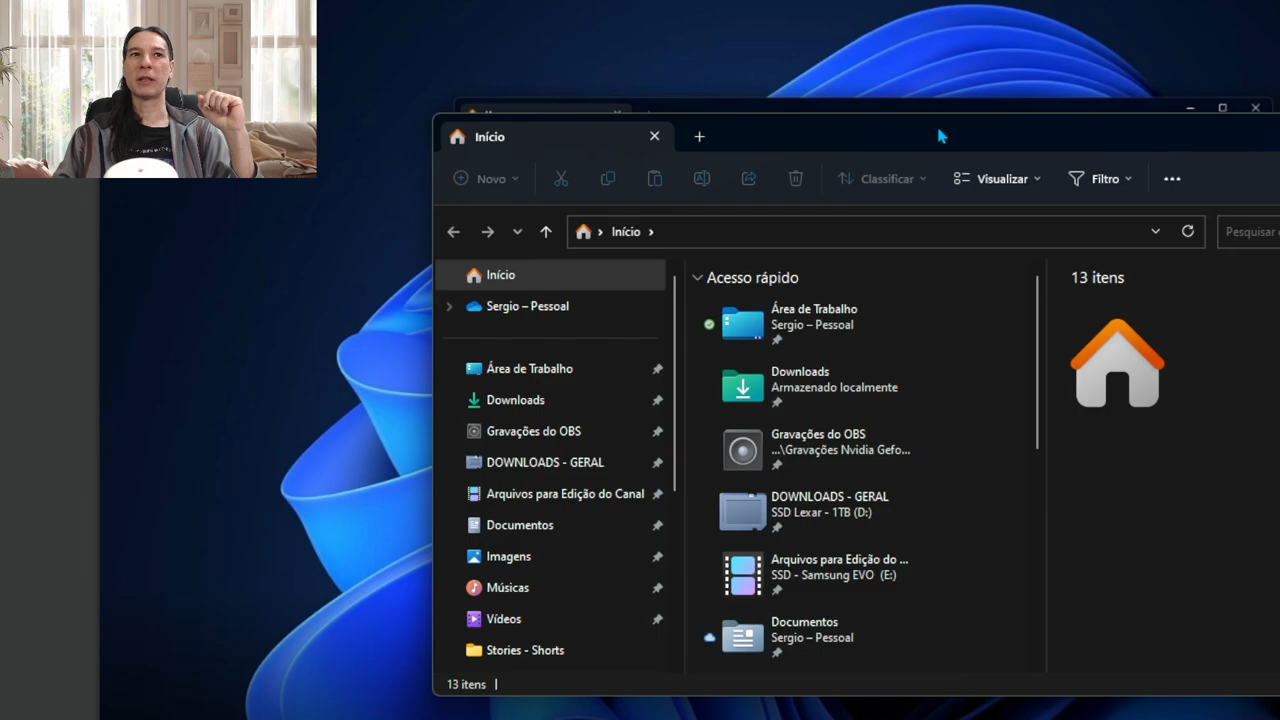 Início
Novo
Classificar
Visualizar
Filtro
Início
Pesquisar
Início
Sergio – Pessoal
Área de Trabalho
Downloads
Gravações do OBS
DOWNLOADS - GERAL
Arquivos para Edição do Canal
Documentos
Imagens
Músicas
Vídeos
Stories - Shorts
Acesso rápido
Área de Trabalho
Sergio – Pessoal
Downloads
Armazenado localmente
Gravações do OBS
...\Gravações Nvidia Gefo...
DOWNLOADS - GERAL
SSD Lexar - 1TB (D:)
Arquivos para Edição do ...
SSD - Samsung EVO (E:)
Documentos
Sergio – Pessoal
13 itens
13 itens